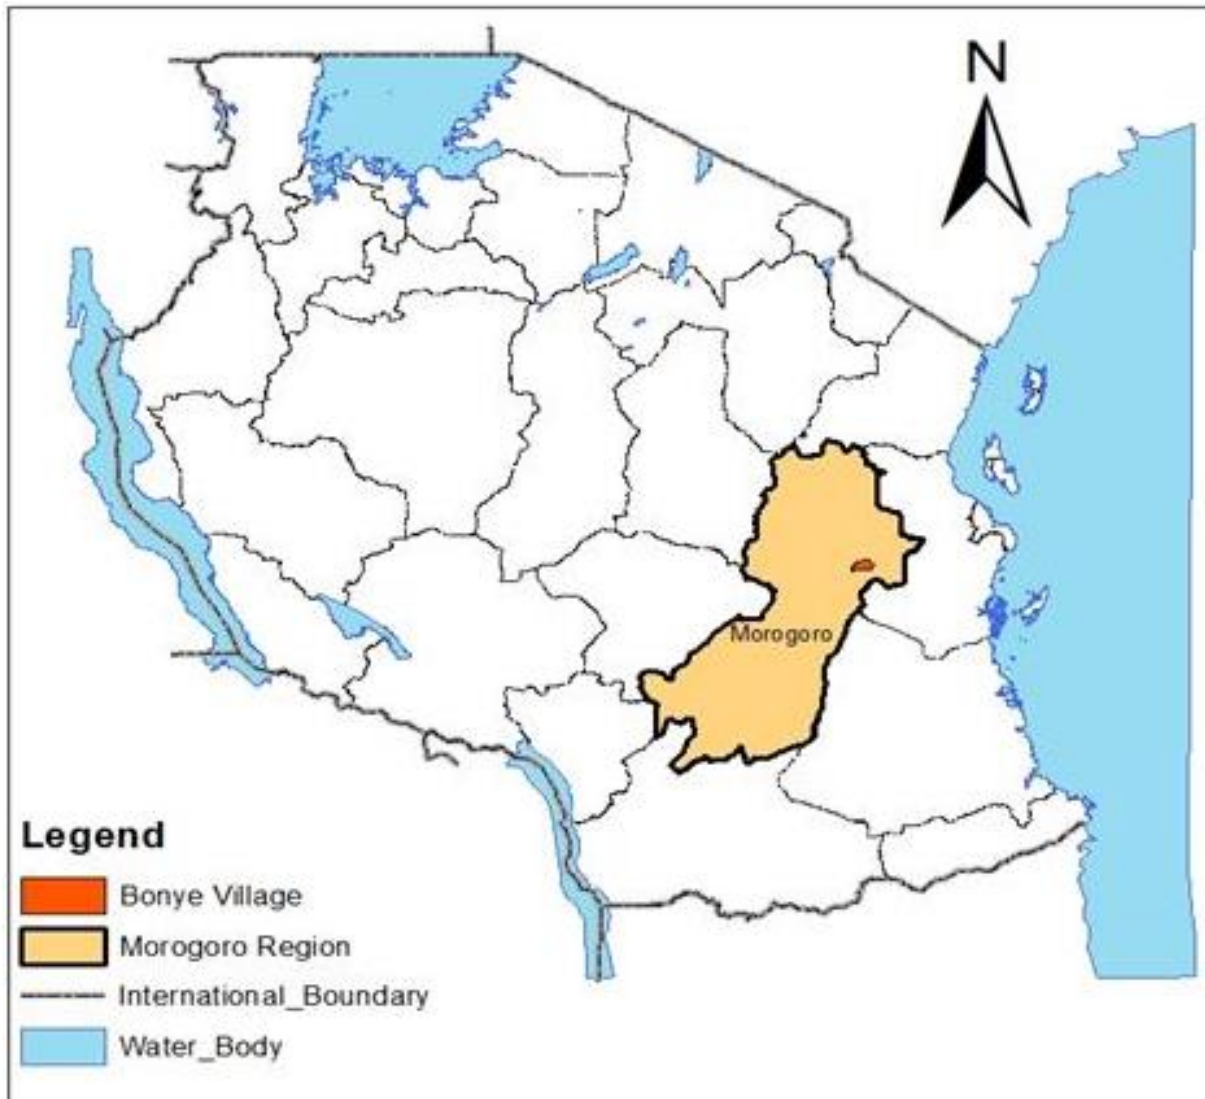 N
Morogoro
Legend
Bonye Village
Morogoro Region
International_Boundary
Water_Body